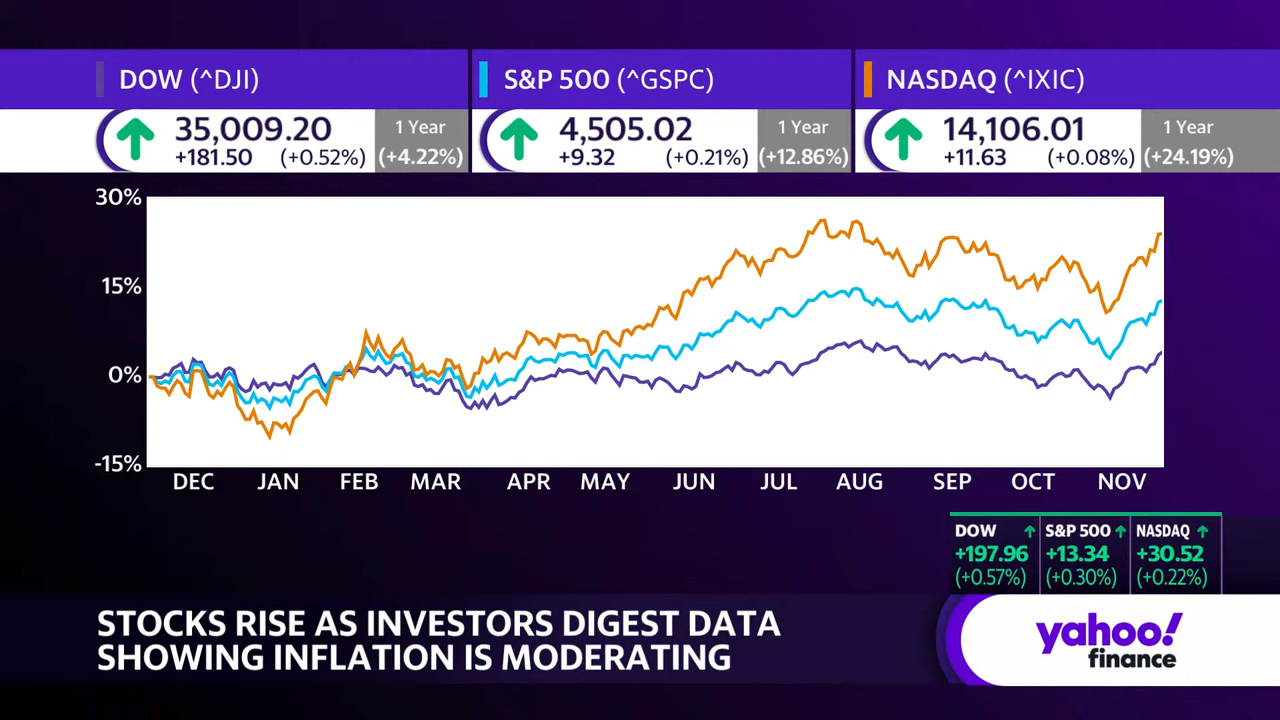 DOW (^DJI)
35,009.20
+181.50 (+0.52%)
1 Year
(+4.22%)
S&P 500 (^GSPC)
4,505.02
+9.32 (+0.21%)
1 Year
(+12.86%)
NASDAQ (^IXIC)
14,106.01
+11.63 (+0.08%)
1 Year
(+24.19%)
30%
15%
0%
-15%
DEC JAN FEB MAR APR MAY JUN JUL AUG SEP OCT NOV
DOW
+197.96
(+0.57%)
S&P 500
+13.34
(+0.30%)
NASDAQ
+30.52
(+0.22%)
STOCKS RISE AS INVESTORS DIGEST DATA
SHOWING INFLATION IS MODERATING
yahoo!
finance